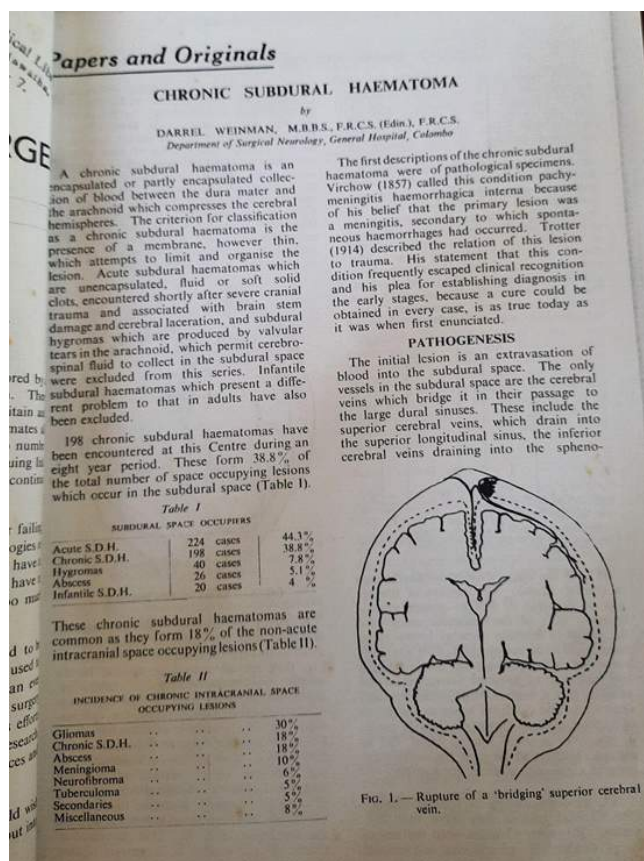 Papers and Originals
CHRONIC SUBDURAL HAEMATOMA
by
DARREL WEINMAN, M.B.B.S., F.R.C.S. (Edin.), F.R.C.S.
Department of Surgical Neurology, General Hospital, Colombo
A chronic subdural haematoma is an
encapsulated or partly encapsulated collec-
tion of blood between the dura mater and
the arachnoid which compresses the cerebral
hemispheres. The criterion for classification
as a chronic subdural haematoma is the
presence of a membrane, however thin,
which attempts to limit and organise the
lesion. Acute subdural haematomas which
are unencapsulated, fluid or soft solid
clots, encountered shortly after severe cranial
trauma and associated with brain stem
damage and cerebral laceration, and subdural
hygromas which are produced by valvular
tears in the arachnoid, which permit cerebro-
spinal fluid to collect in the subdural space
were excluded from this series. Infantile
subdural haematomas which present a diffe-
rent problem to that in adults have also
been excluded.
198 chronic subdural haematomas have
been encountered at this Centre during an
eight year period. These form 38.8% of
the total number of space occupying lesions
which occur in the subdural space (Table I).
Table I
SUBDURAL SPACE OCCUPIERS
Acute S.D.H. 224 cases 44.3%
Chronic S.D.H. 198 cases 38.8%
Hygromas 40 cases 7.8%
Abscess 26 cases 5.1%
Infantile S.D.H. 20 cases 4 %
These chronic subdural haematomas are
common as they form 18% of the non-acute
intracranial space occupying lesions (Table II).
Table II
INCIDENCE OF CHRONIC INTRACRANIAL SPACE
OCCUPYING LESIONS
Gliomas .. .. .. 30%
Chronic S.D.H. .. .. .. 18%
Abscess .. .. .. 18%
Meningioma .. .. .. 10%
Neurofibroma .. .. .. 6%
Tuberculoma .. .. .. 5%
Secondaries .. .. .. 5%
Miscellaneous .. .. .. 8%
The first descriptions of the chronic subdural
haematoma were of pathological specimens.
Virchow (1857) called this condition pachy-
meningitis haemorrhagica interna because
of his belief that the primary lesion was
a meningitis, secondary to which sponta-
neous haemorrhages had occurred. Trotter
(1914) described the relation of this lesion
to trauma. His statement that this con-
dition frequently escaped clinical recognition
and his plea for establishing diagnosis in
the early stages, because a cure could be
obtained in every case, is as true today as
it was when first enunciated.
PATHOGENESIS
The initial lesion is an extravasation of
blood into the subdural space. The only
vessels in the subdural space are the cerebral
veins which bridge it in their passage to
the large dural sinuses. These include the
superior cerebral veins, which drain into
the superior longitudinal sinus, the inferior
cerebral veins draining into the spheno-
FIG. 1. — Rupture of a 'bridging' superior cerebral
vein.